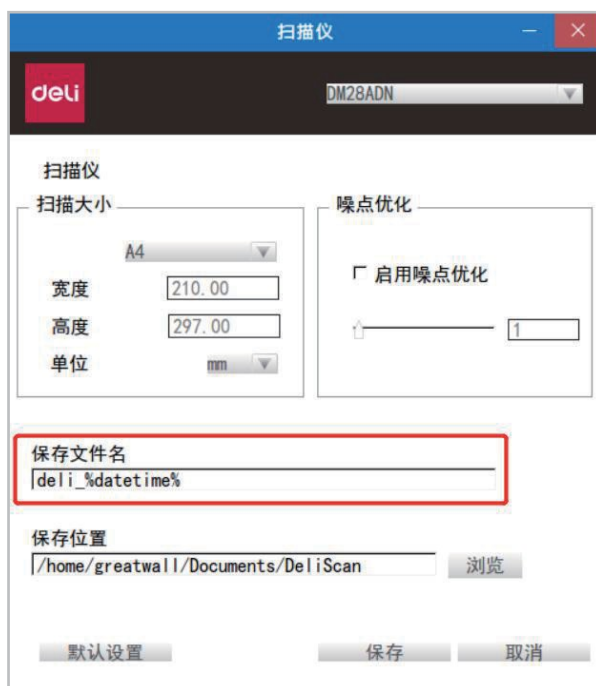 扫描仪
deli
DM28ADN
扫描仪
扫描大小
A4
宽度 210.00
高度 297.00
单位 mm
噪点优化
启用噪点优化
1
保存文件名
deli_%datetime%
保存位置
/home/greatwall/Documents/DeliScan 浏览
默认设置 保存 取消